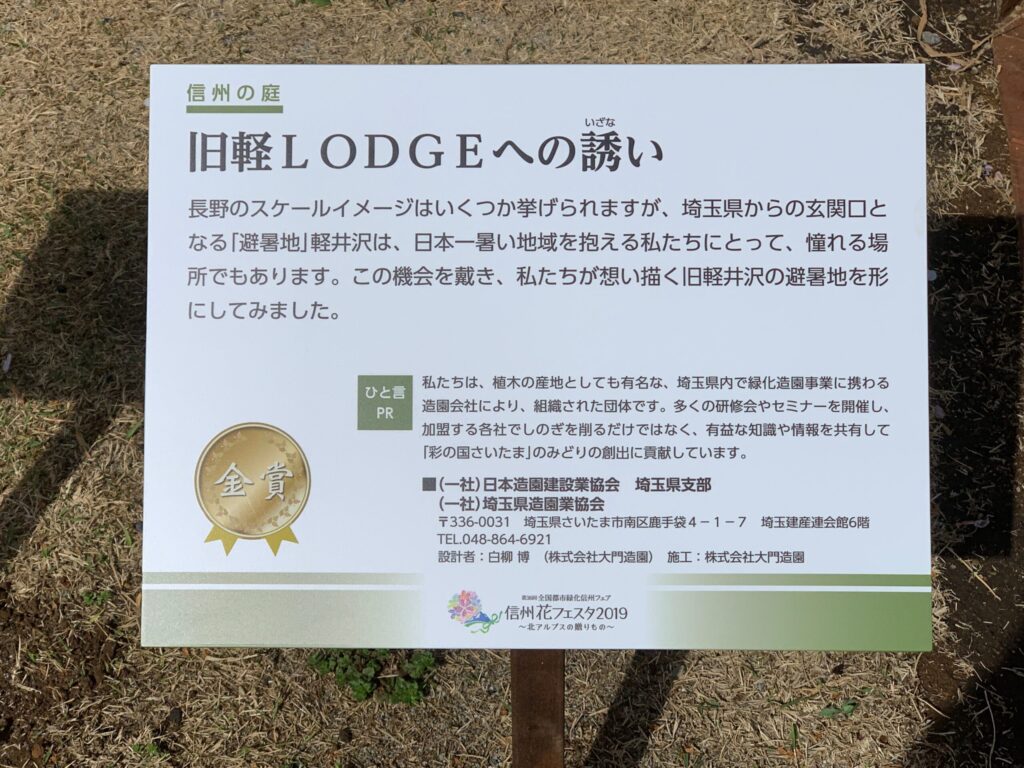 信州の庭
いざな
旧軽LODGEへの誘い
長野のスケールイメージはいくつか挙げられますが、埼玉県からの玄関口と
なる「避暑地」軽井沢は、日本一暑い地域を抱える私たちにとって、憧れる場
所でもあります。この機会を戴き、私たちが想い描く旧軽井沢の避暑地を形
にしてみました。
ひと言
PR
私たちは、植木の産地としても有名な、埼玉県内で緑化造園事業に携わる
造園会社により、組織された団体です。多くの研修会やセミナーを開催し、
加盟する各社でしのぎを削るだけではなく、有益な知識や情報を共有して
「彩の国さいたま」のみどりの創出に貢献しています。
金賞
■(一社)日本造園建設業協会　埼玉県支部
(一社)埼玉県造園業協会
〒336-0031　埼玉県さいたま市南区鹿手袋4－1－7　埼玉建産連会館6階
TEL.048-864-6921
設計者：白柳 博　(株式会社大門造園)　施工：株式会社大門造園
第36回 全国都市緑化信州フェア
信州花フェスタ2019
～北アルプスの贈りもの～